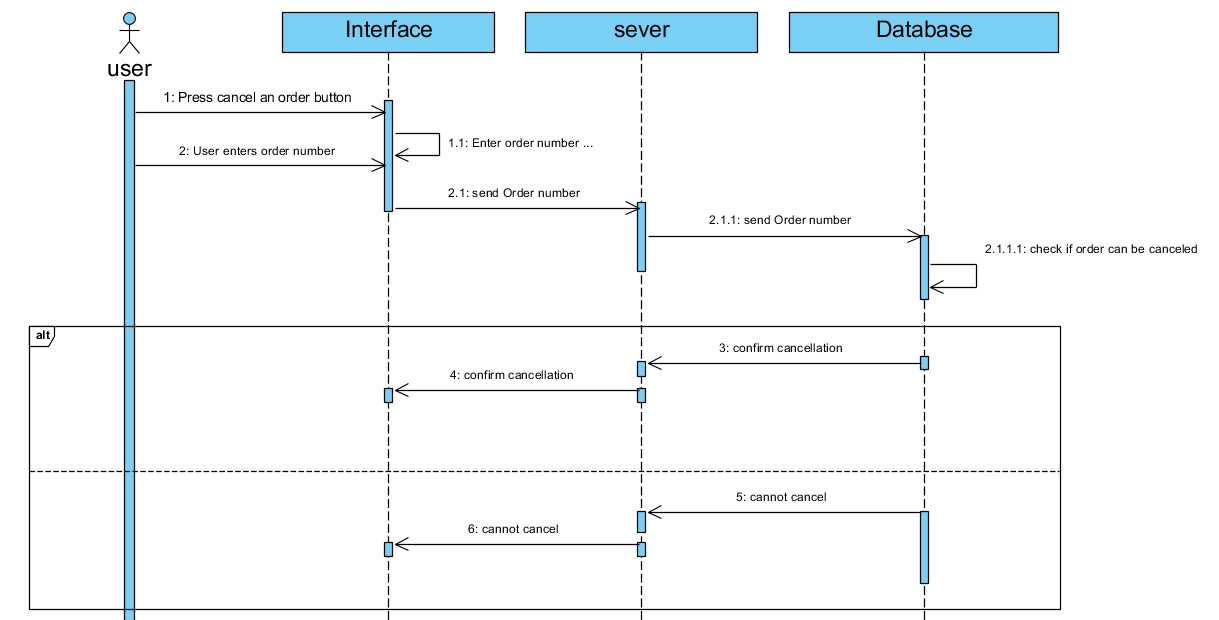 Interface
sever
Database
user
1: Press cancel an order button
1.1: Enter order number ...
2: User enters order number
2.1: send Order number
2.1.1: send Order number
2.1.1.1: check if order can be canceled
alt
3: confirm cancellation
4: confirm cancellation
5: cannot cancel
6: cannot cancel